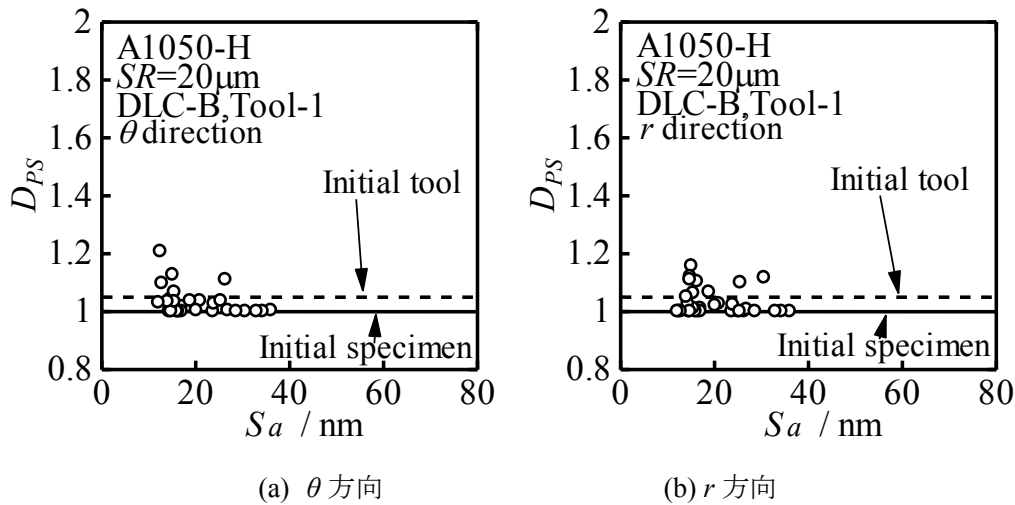 2
1.8
1.6
1.4
1.2
1
0.8
D_PS
A1050-H
SR=20μm
DLC-B,Tool-1
θ direction
Initial tool
Initial specimen
0 20 40 60 80
Sa / nm
(a) θ 方向
2
1.8
1.6
1.4
1.2
1
0.8
D_PS
A1050-H
SR=20μm
DLC-B,Tool-1
r direction
Initial tool
Initial specimen
0 20 40 60 80
Sa / nm
(b) r 方向